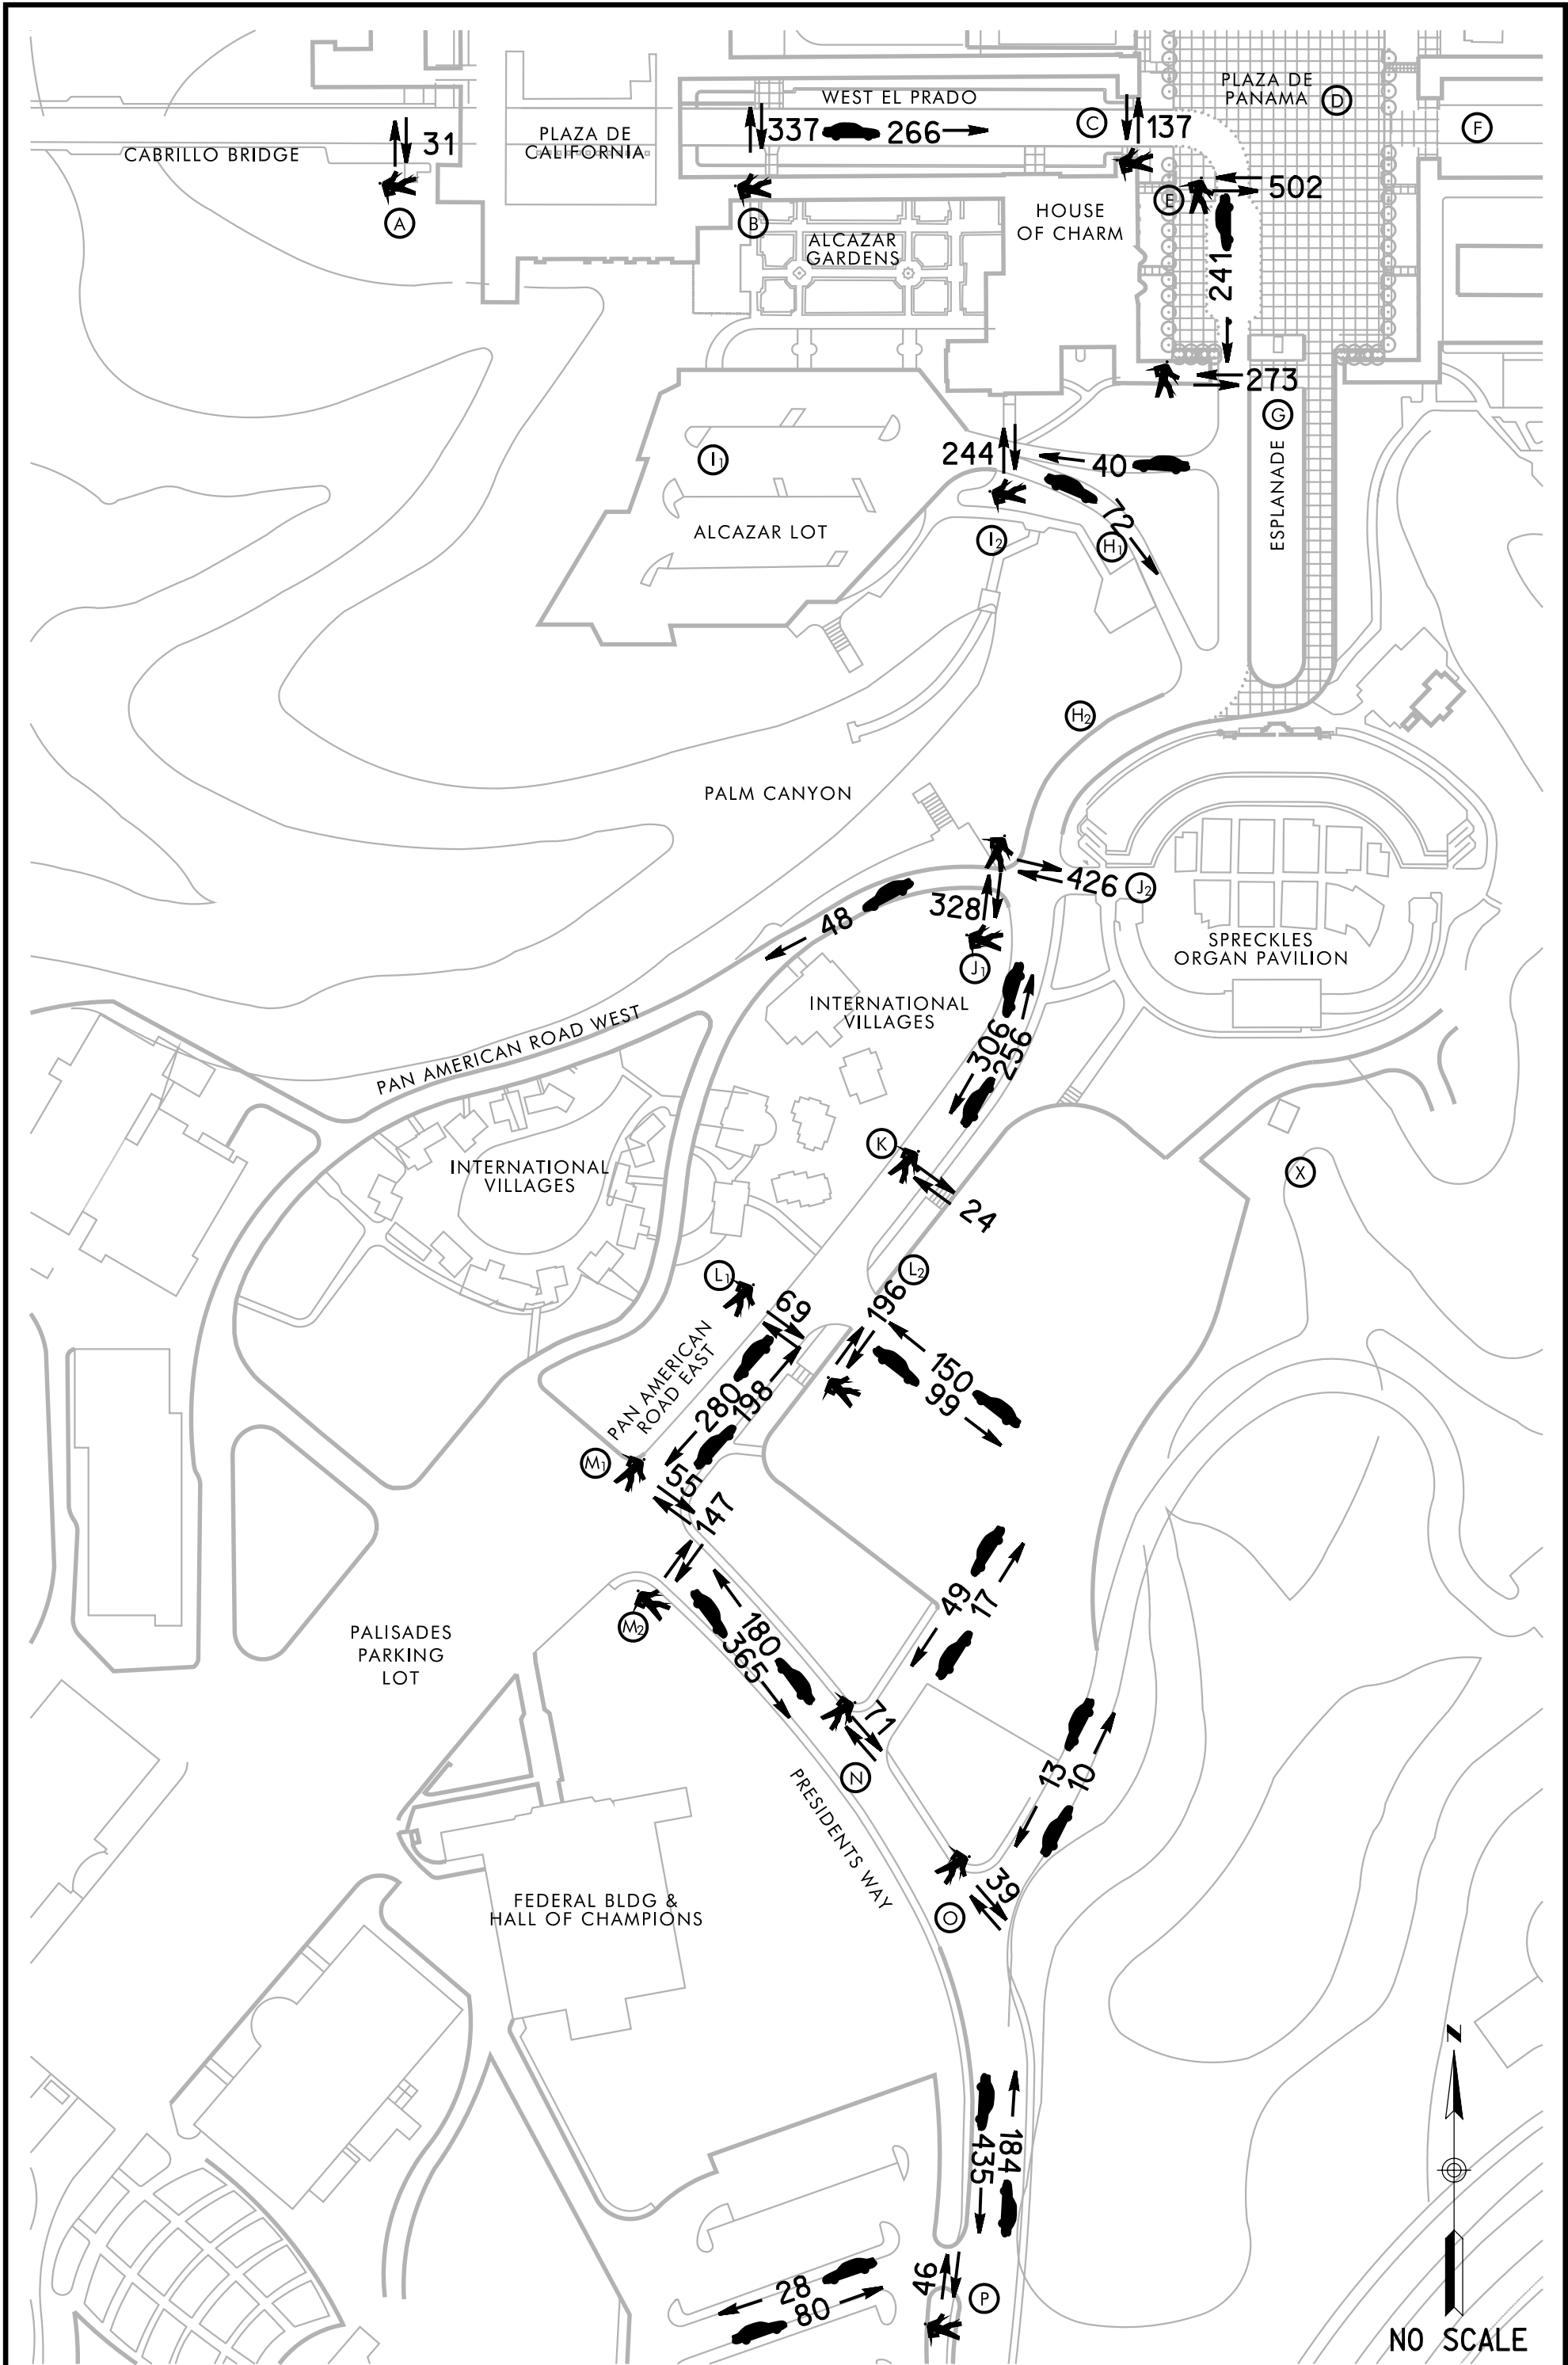 PLAZA DE
PANAMA
D
WEST EL PRADO
C
F
31
337
266
137
PLAZA DE
CALIFORNIA
CABRILLO BRIDGE
A
B
E
502
HOUSE
OF CHARM
ALCAZAR
GARDENS
241
273
G
ESPLANADE
244
40
I1
ALCAZAR LOT
72
I2
H1
H2
PALM CANYON
426
J2
328
48
J1
SPRECKLES
ORGAN PAVILION
INTERNATIONAL
VILLAGES
306
256
PAN AMERICAN ROAD WEST
K
INTERNATIONAL
VILLAGES
X
24
L1
L2
69
196
PAN AMERICAN
ROAD EAST
150
99
280
198
M1
55
147
49
17
M2
180
365
PALISADES
PARKING
LOT
71
N
13
10
PRESIDENTS WAY
39
O
FEDERAL BLDG &
HALL OF CHAMPIONS
N
435
184
46
P
28
80
NO SCALE